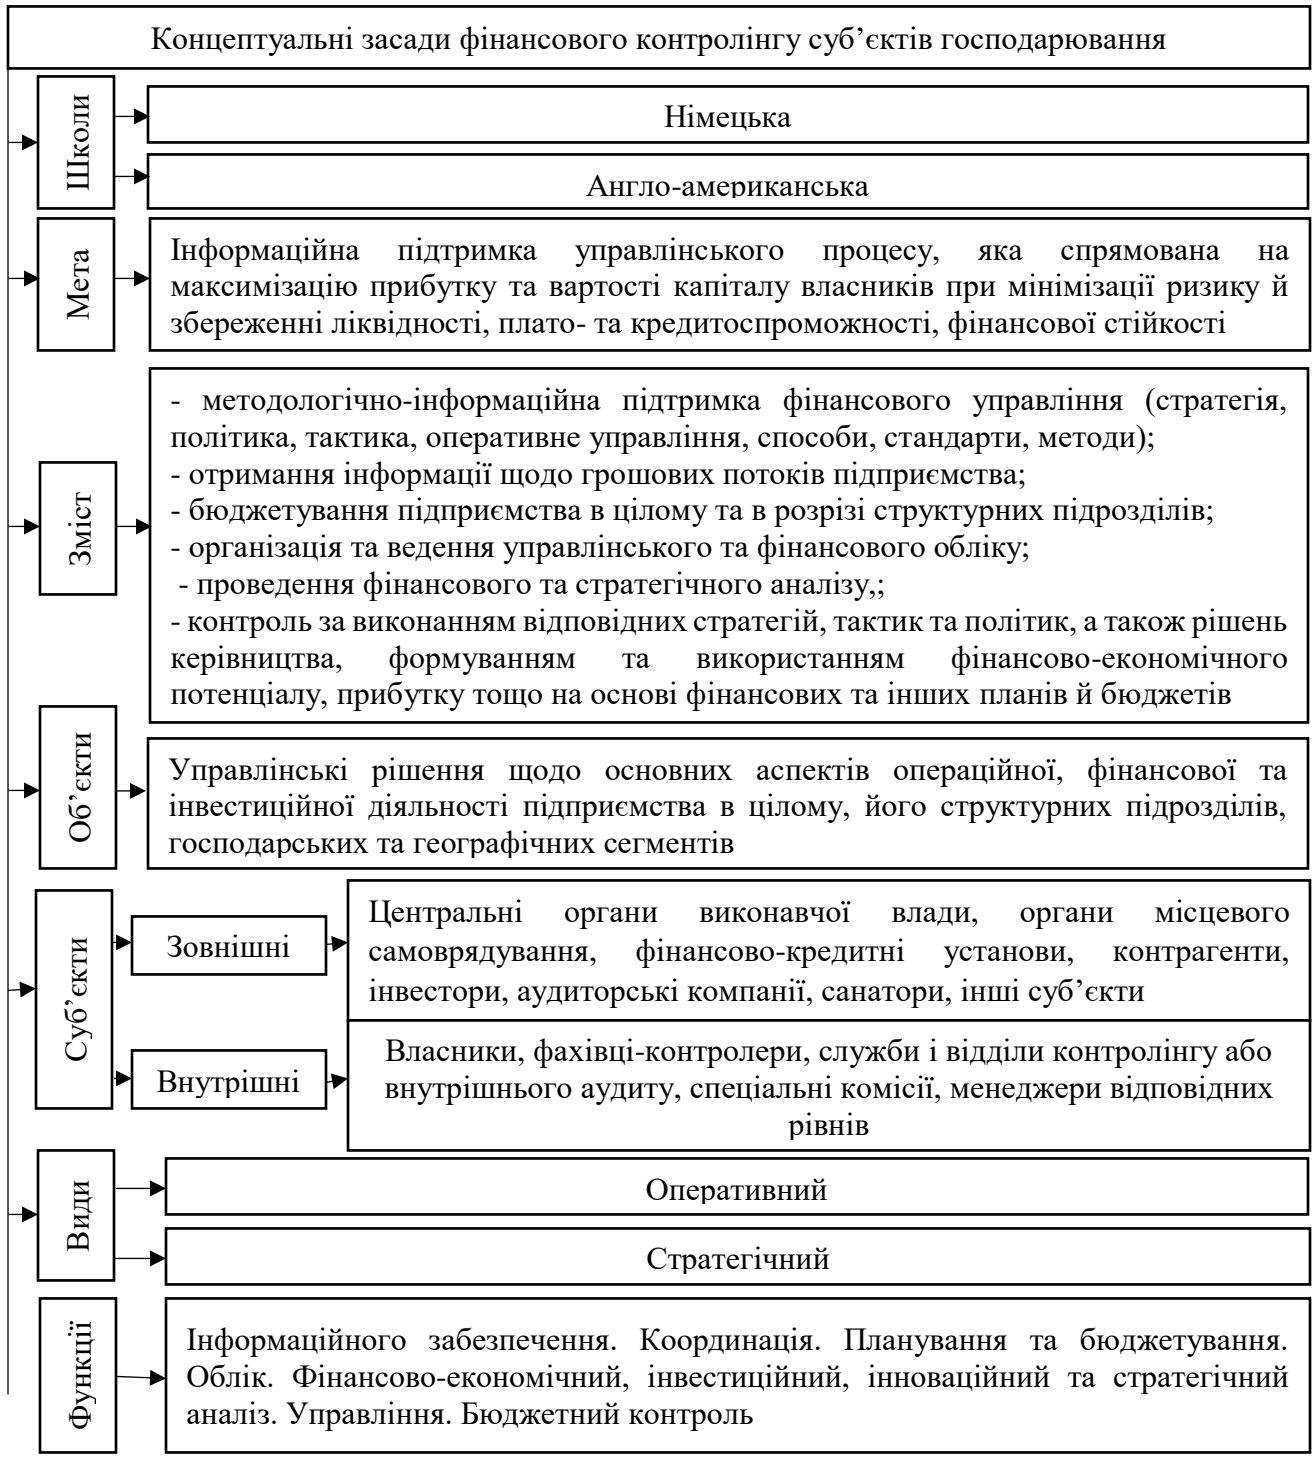 Концептуальні засади фінансового контролінгу суб’єктів господарювання
Школи
Німецька
Англо-американська
Мета
Інформаційна підтримка управлінського процесу, яка спрямована на
максимізацію прибутку та вартості капіталу власників при мінімізації ризику й
збереженні ліквідності, плато- та кредитоспроможності, фінансової стійкості
Зміст
- методологічно-інформаційна підтримка фінансового управління (стратегія,
політика, тактика, оперативне управління, способи, стандарти, методи);
- отримання інформації щодо грошових потоків підприємства;
- бюджетування підприємства в цілому та в розрізі структурних підрозділів;
- організація та ведення управлінського та фінансового обліку;
- проведення фінансового та стратегічного аналізу,;
- контроль за виконанням відповідних стратегій, тактик та політик, а також рішень
керівництва, формуванням та використанням фінансово-економічного
потенціалу, прибутку тощо на основі фінансових та інших планів й бюджетів
Об’єкти
Управлінські рішення щодо основних аспектів операційної, фінансової та
інвестиційної діяльності підприємства в цілому, його структурних підрозділів,
господарських та географічних сегментів
Суб’єкти
Зовнішні
Центральні органи виконавчої влади, органи місцевого
самоврядування, фінансово-кредитні установи, контрагенти,
інвестори, аудиторські компанії, санатори, інші суб’єкти
Внутрішні
Власники, фахівці-контролери, служби і відділи контролінгу або
внутрішнього аудиту, спеціальні комісії, менеджери відповідних
рівнів
Види
Оперативний
Стратегічний
Функції
Інформаційного забезпечення. Координація. Планування та бюджетування.
Облік. Фінансово-економічний, інвестиційний, інноваційний та стратегічний
аналіз. Управління. Бюджетний контроль